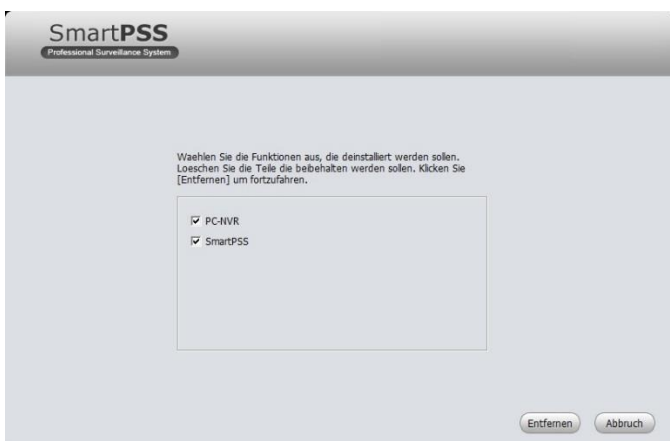 SmartPSS
Professional Surveillance System
Waehlen Sie die Funktionen aus, die deinstalliert werden sollen.
Loeschen Sie die Teile die beibehalten werden sollen. Klicken Sie
[Entfernen] um fortzufahren.
PC-NVR
SmartPSS
Entfernen
Abbruch